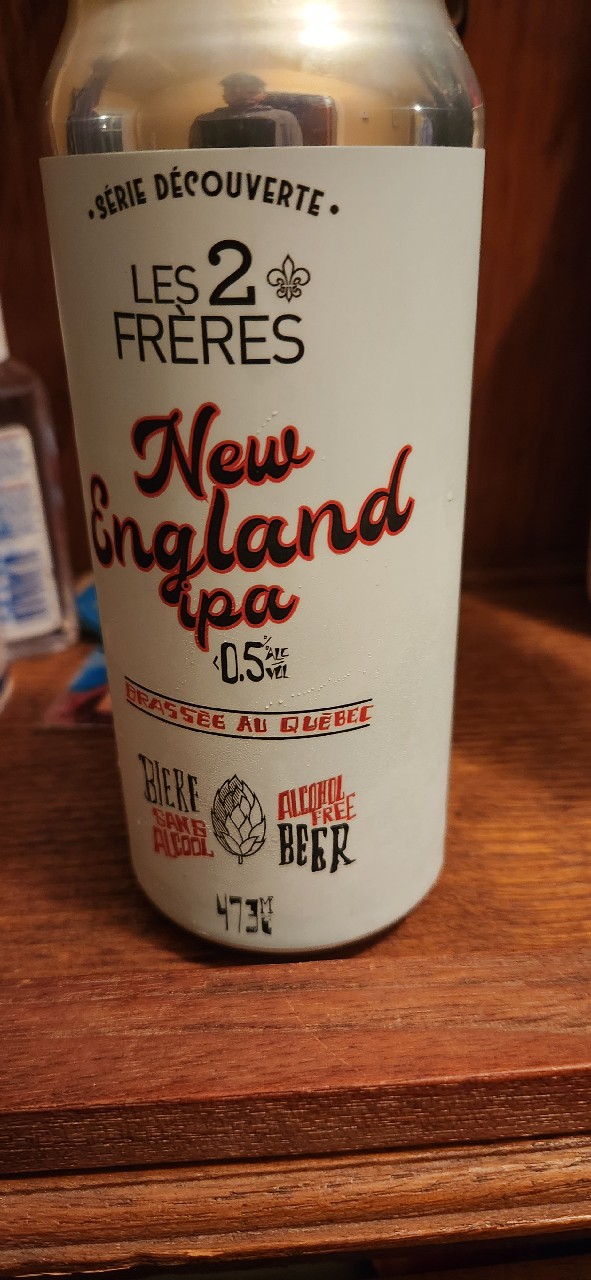 •SÉRIE DÉCOUVERTE•
LES 2
FRÈRES
New
England
ipa
<0.5% ALC
VOL
BRASSÉE AU QUÉBEC
BIÈRE
SANS
ALCOOL
ALCOHOL
FREE
BEER
473ML